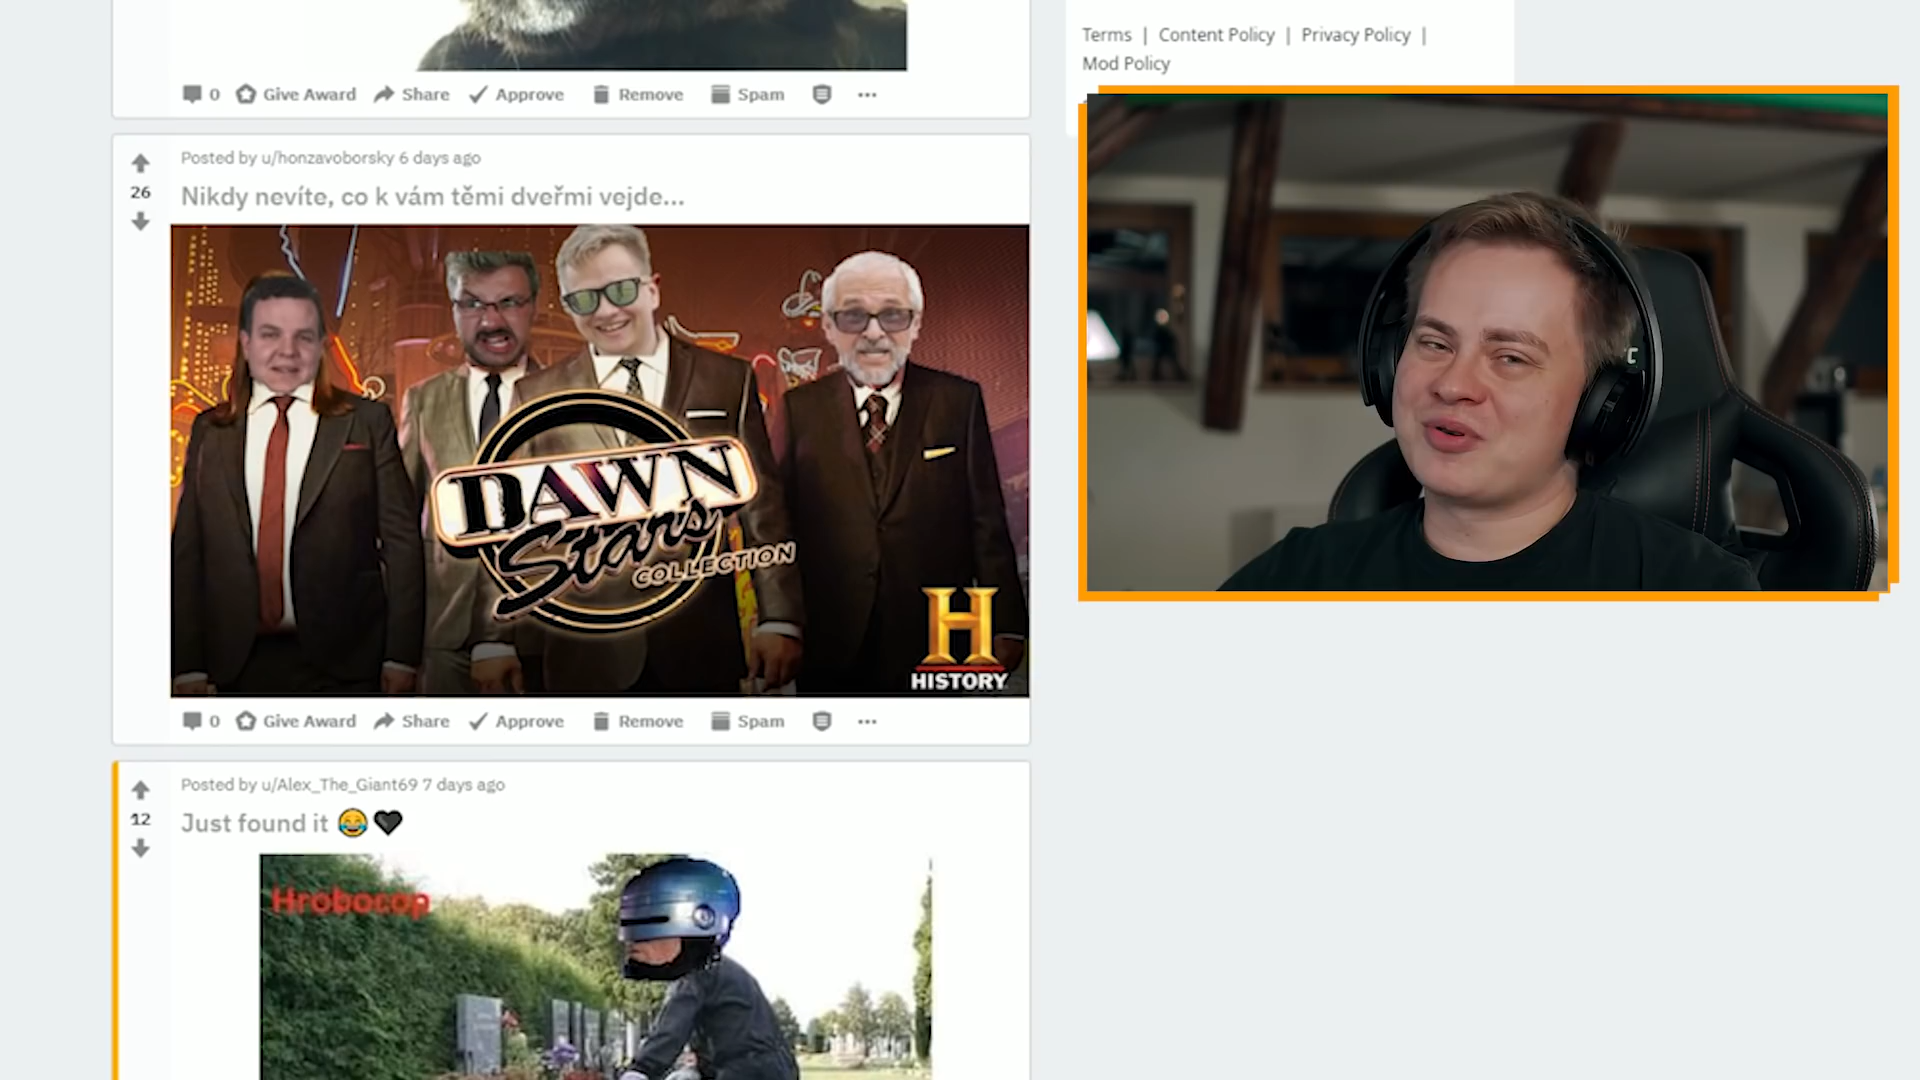 Terms | Content Policy | Privacy Policy |
Mod Policy
0 Give Award Share Approve Remove Spam
Posted by u/honzavoborsky 6 days ago
26
Nikdy nevíte, co k vám těmi dveřmi vejde...
DAWN
Stars
COLLECTION
H
HISTORY
0 Give Award Share Approve Remove Spam
Posted by u/Alex_The_Giant69 7 days ago
12
Just found it 😂🖤
Hrobocop